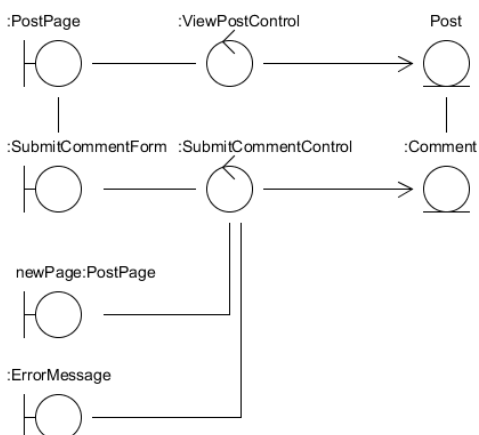 :PostPage :ViewPostControl Post
:SubmitCommentForm :SubmitCommentControl :Comment
newPage:PostPage
:ErrorMessage